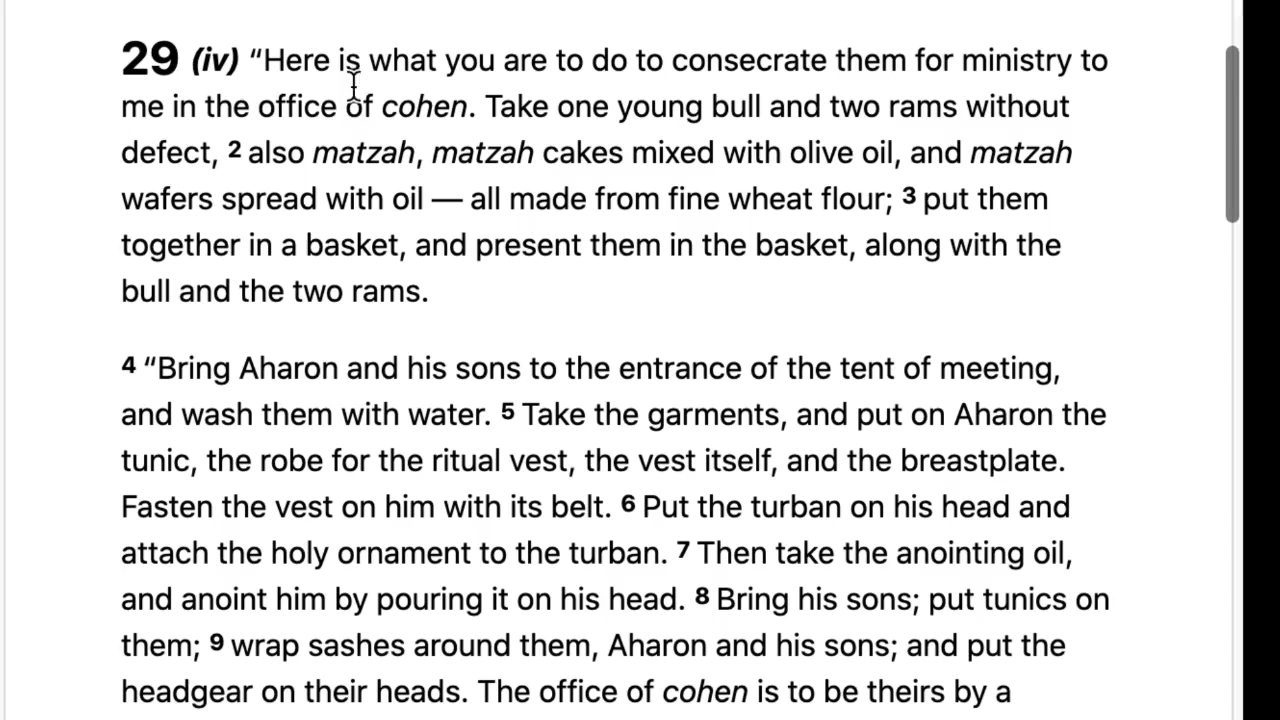 29 (iv) “Here is what you are to do to consecrate them for ministry to
me in the office of cohen. Take one young bull and two rams without
defect, 2 also matzah, matzah cakes mixed with olive oil, and matzah
wafers spread with oil — all made from fine wheat flour; 3 put them
together in a basket, and present them in the basket, along with the
bull and the two rams.
4 “Bring Aharon and his sons to the entrance of the tent of meeting,
and wash them with water. 5 Take the garments, and put on Aharon the
tunic, the robe for the ritual vest, the vest itself, and the breastplate.
Fasten the vest on him with its belt. 6 Put the turban on his head and
attach the holy ornament to the turban. 7 Then take the anointing oil,
and anoint him by pouring it on his head. 8 Bring his sons; put tunics on
them; 9 wrap sashes around them, Aharon and his sons; and put the
headgear on their heads. The office of cohen is to be theirs by a